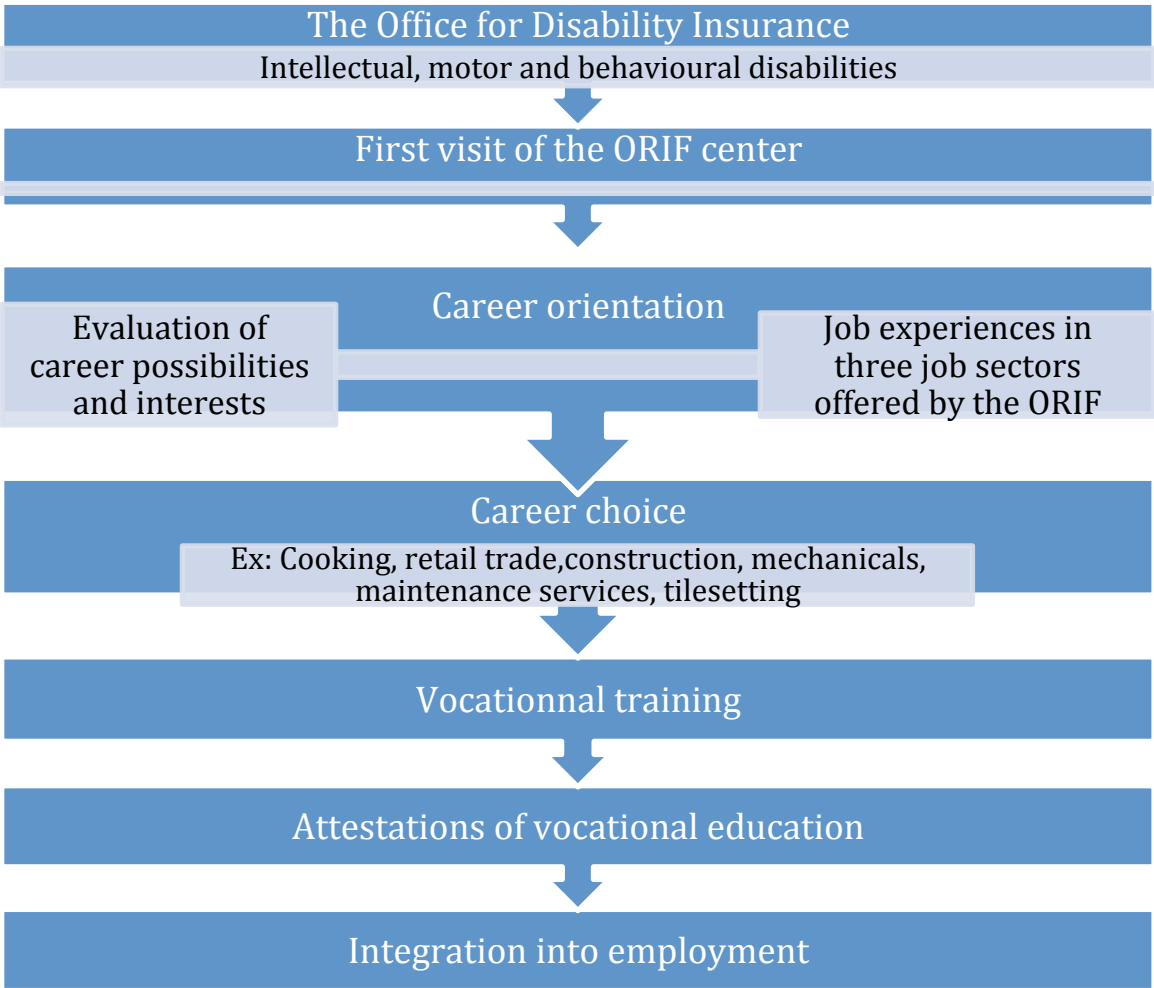 The Office for Disability Insurance
Intellectual, motor and behavioural disabilities
First visit of the ORIF center
Career orientation
Evaluation of
career possibilities
and interests
Job experiences in
three job sectors
offered by the ORIF
Career choice
Ex: Cooking, retail trade,construction, mechanicals,
maintenance services, tilesetting
Vocationnal training
Attestations of vocational education
Integration into employment